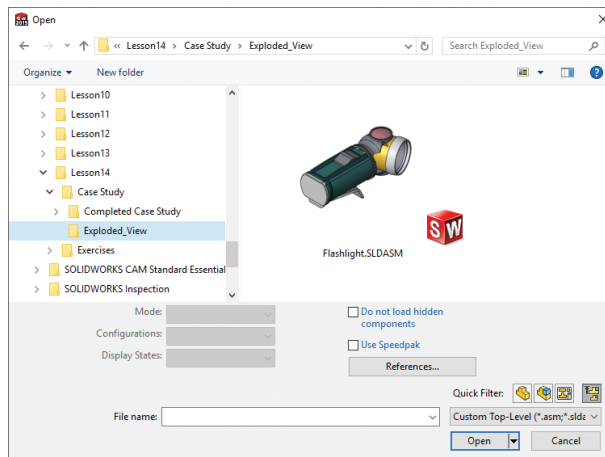 Open
« Lesson14 > Case Study > Exploded_View
Search Exploded_View
Organize
New folder
Lesson10
Lesson11
Lesson12
Lesson13
Lesson14
Case Study
Completed Case Study
Exploded_View
Exercises
SOLIDWORKS CAM Standard Essential
SOLIDWORKS Inspection
SW
Flashlight.SLDASM
Mode:
Configurations:
Display States:
Do not load hidden
components
Use Speedpak
References...
Quick Filter:
File name:
Custom Top-Level (*.asm;*.slda
Open
Cancel